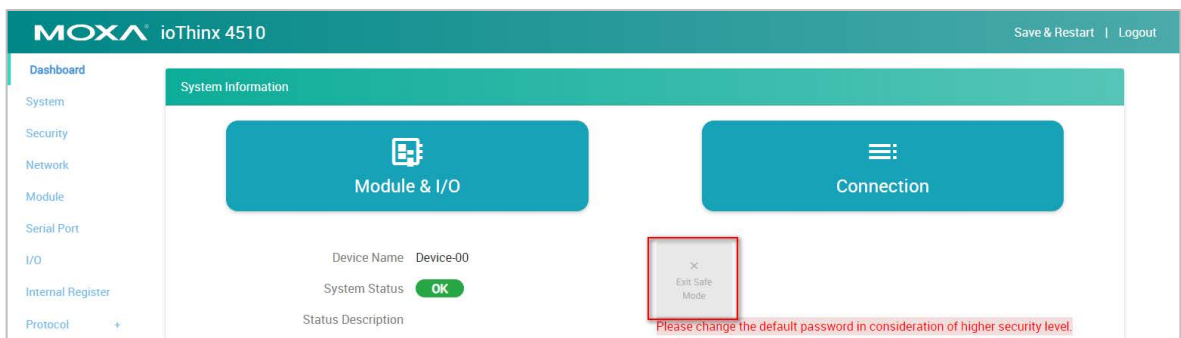 MOXA ioThinx 4510
Save & Restart | Logout
Dashboard
System
Security
Network
Module
Serial Port
I/O
Internal Register
Protocol +
System Information
Module & I/O
Connection
Device Name Device-00
System Status OK
Status Description
× Exit Safe
Mode
Please change the default password in consideration of higher security level.